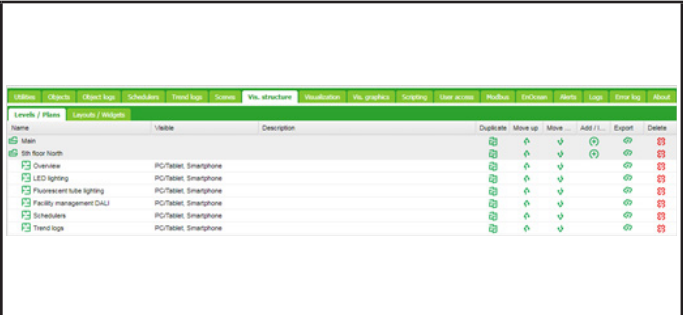 Utilities Objects Object logs Schedulers Trend logs Scenes Vis. structure Visualization Vis. graphics Scripting User access Modbus EnOcean Alerts Logs Error log About
Levels / Plans Layouts / Widgets
Name Visible Description Duplicate Move up Move ... Add / I... Export Delete
Main
5th floor North
Overview PC/Tablet, Smartphone
LED lighting PC/Tablet, Smartphone
Fluorescent tube lighting PC/Tablet, Smartphone
Facility management DALI PC/Tablet, Smartphone
Schedulers PC/Tablet, Smartphone
Trend logs PC/Tablet, Smartphone